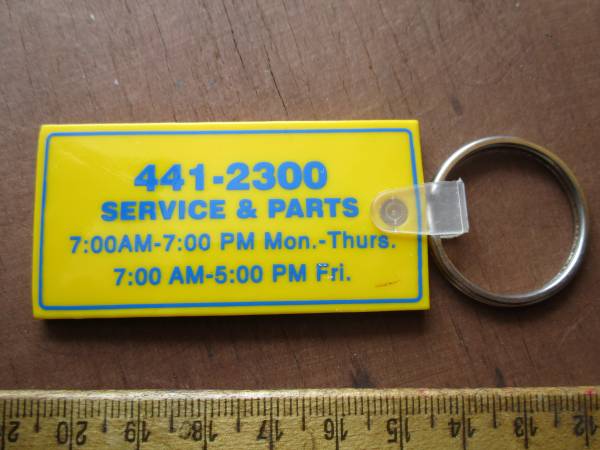 441-2300
SERVICE & PARTS
7:00AM-7:00 PM Mon.-Thurs.
7:00 AM-5:00 PM Fri.
21 20 19 18 17 16 15 14 13 12